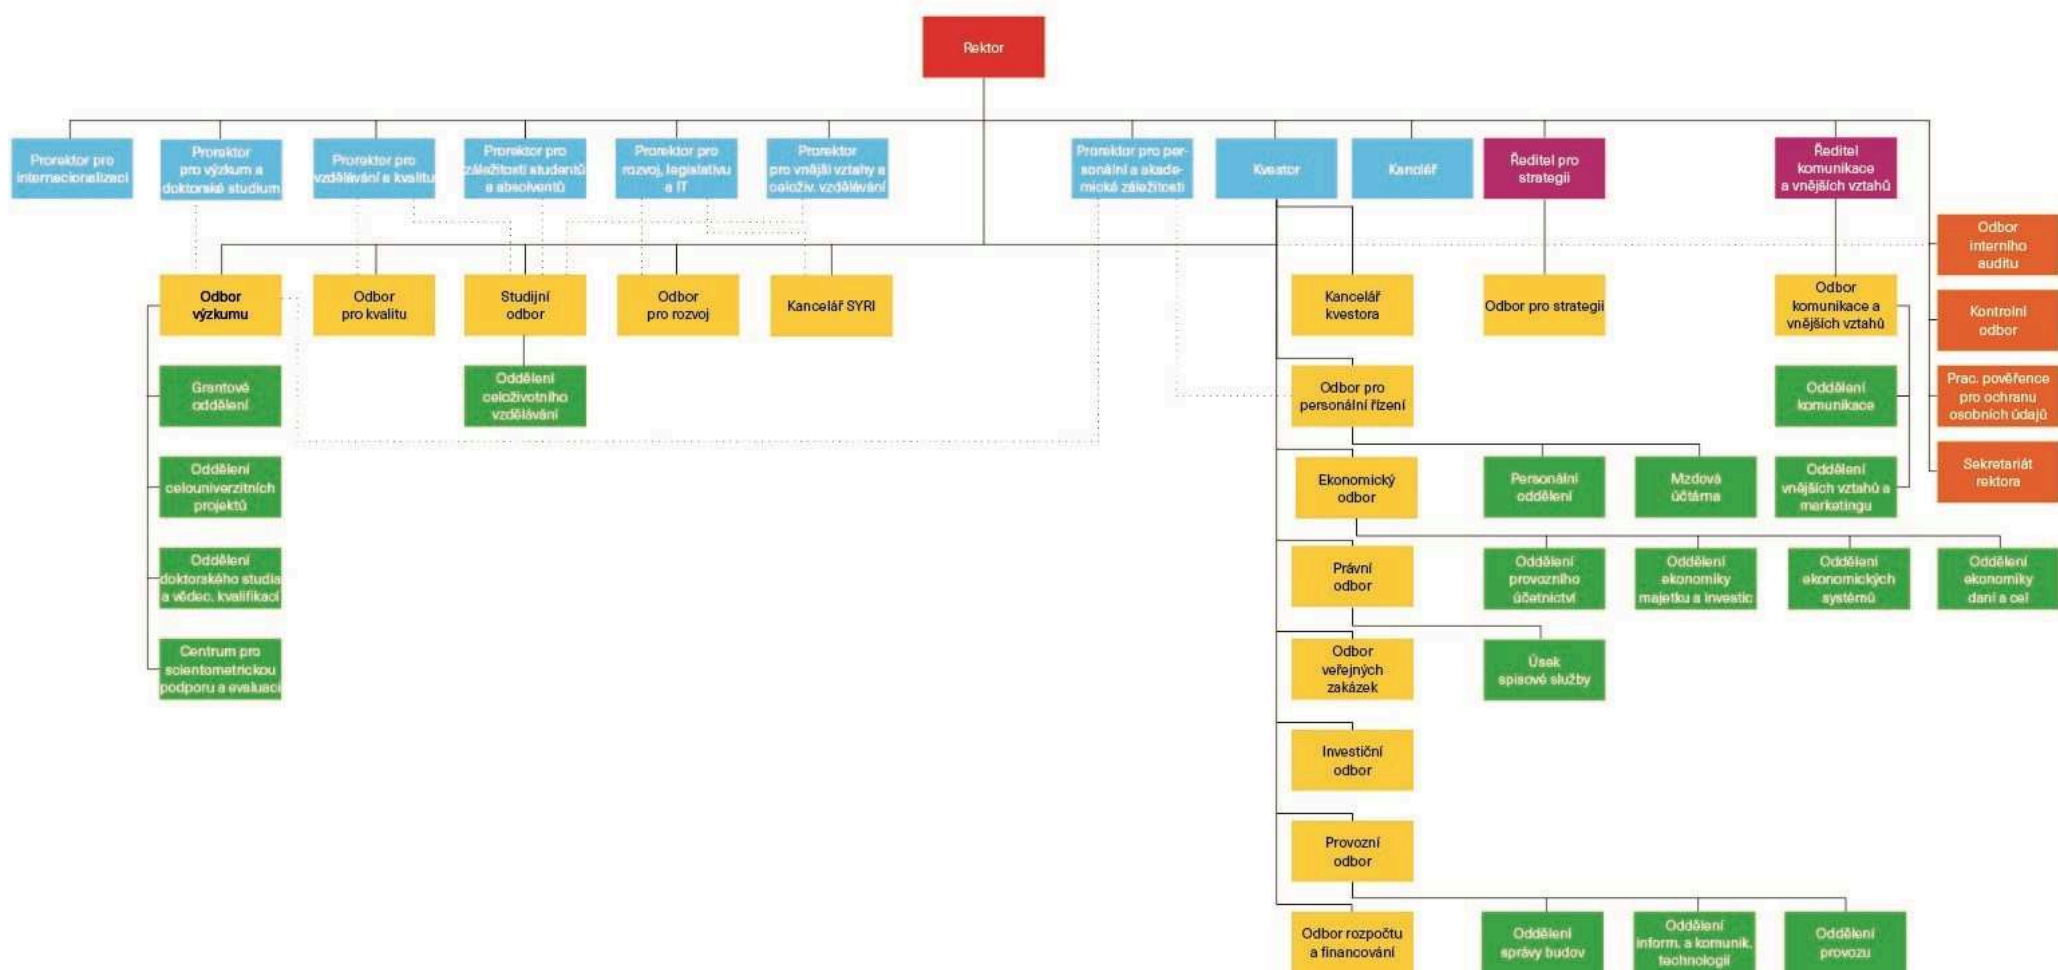 Rektor
Prorektor pro
internacionalizaci
Prorektor
pro výzkum a
doktorské studium
Prorektor pro
vzdělávání a kvalitu
Prorektor pro
záležitosti studentů
a absolventů
Prorektor pro
rozvoj, legislativu
a IT
Prorektor
pro vnější vztahy a
celoživ. vzdělávání
Prorektor pro per-
sonální a akade-
mické záležitosti
Kvestor
Kancléř
Ředitel pro
strategii
Ředitel
komunikace
a vnějších vztahů
Odbor
interního
auditu
Kontrolní
odbor
Prac. pověřence
pro ochranu
osobních údajů
Sekretariát
rektora
Odbor
výzkumu
Odbor
pro kvalitu
Studijní
odbor
Odbor
pro rozvoj
Kancelář SYRI
Kancelář
kvestora
Odbor pro strategii
Odbor
komunikace a
vnějších vztahů
Grantové
oddělení
Oddělení
celoživotního
vzdělávání
Odbor pro
personální řízení
Oddělení
komunikace
Oddělení
celouniverzitních
projektů
Ekonomický
odbor
Personální
oddělení
Mzdová
účtárna
Oddělení
vnějších vztahů a
marketingu
Oddělení
doktorského studia
a vědec. kvalifikací
Právní
odbor
Oddělení
provozního
účetnictví
Oddělení
ekonomiky
majetku a investic
Oddělení
ekonomických
systémů
Oddělení
ekonomiky
daní a cel
Centrum pro
scientometrickou
podporu a evaluaci
Odbor
veřejných
zakázek
Úsek
spisové služby
Investiční
odbor
Provozní
odbor
Odbor rozpočtu
a financování
Oddělení
správy budov
Oddělení
inform. a komunik.
technologií
Oddělení
provozu